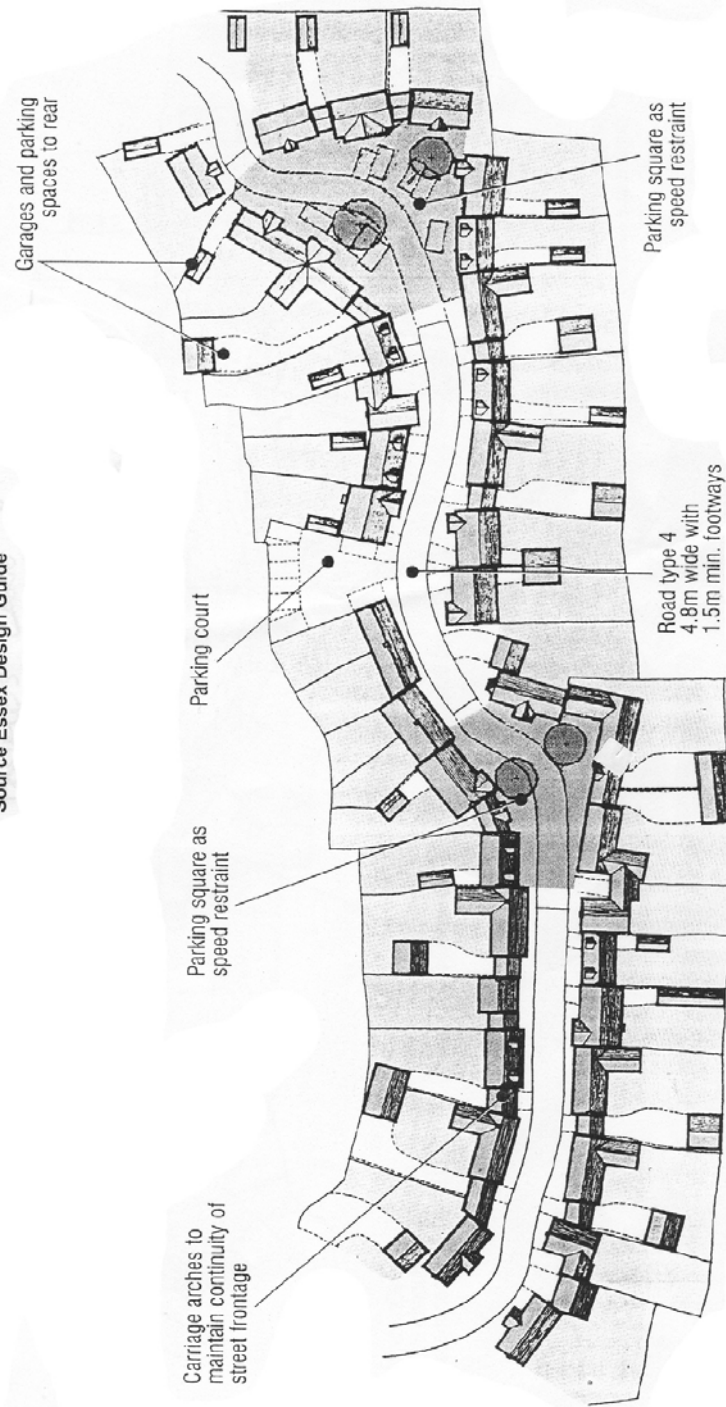 Source Essex Design Guide
Carriage arches to
maintain continuity of
street frontage
Parking square as
speed restraint
Parking court
Garages and parking
spaces to rear
Road type 4
4.8m wide with
1.5m min. footways
Parking square as
speed restraint